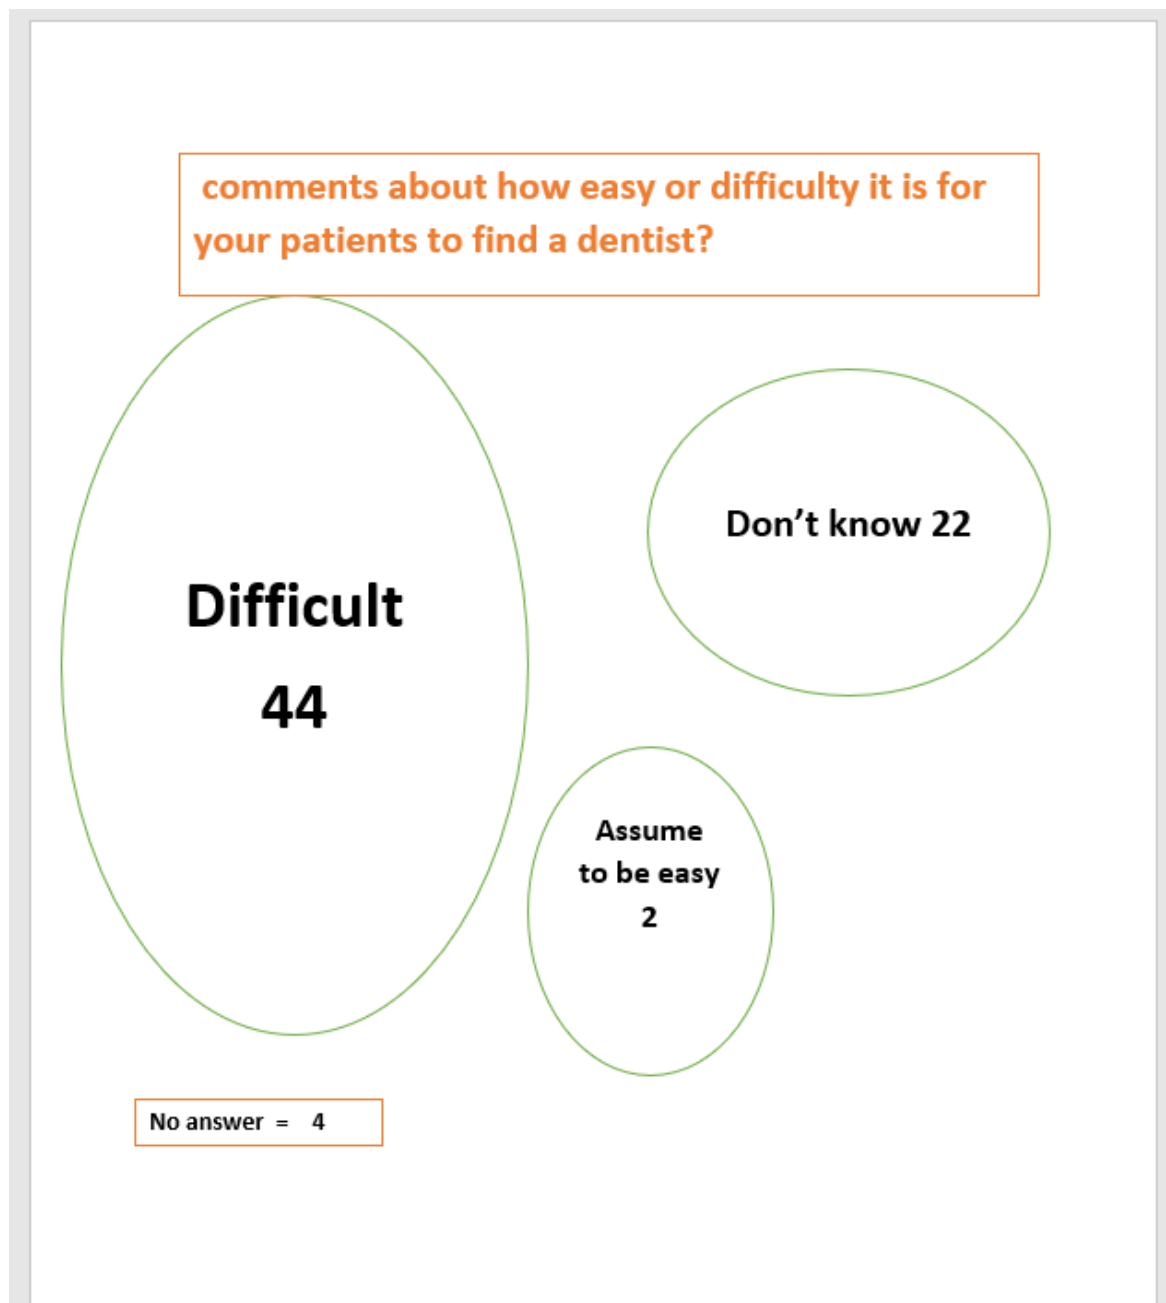 comments about how easy or difficulty it is for
your patients to find a dentist?
Don’t know 22
Difficult
44
Assume
to be easy
2
No answer = 4